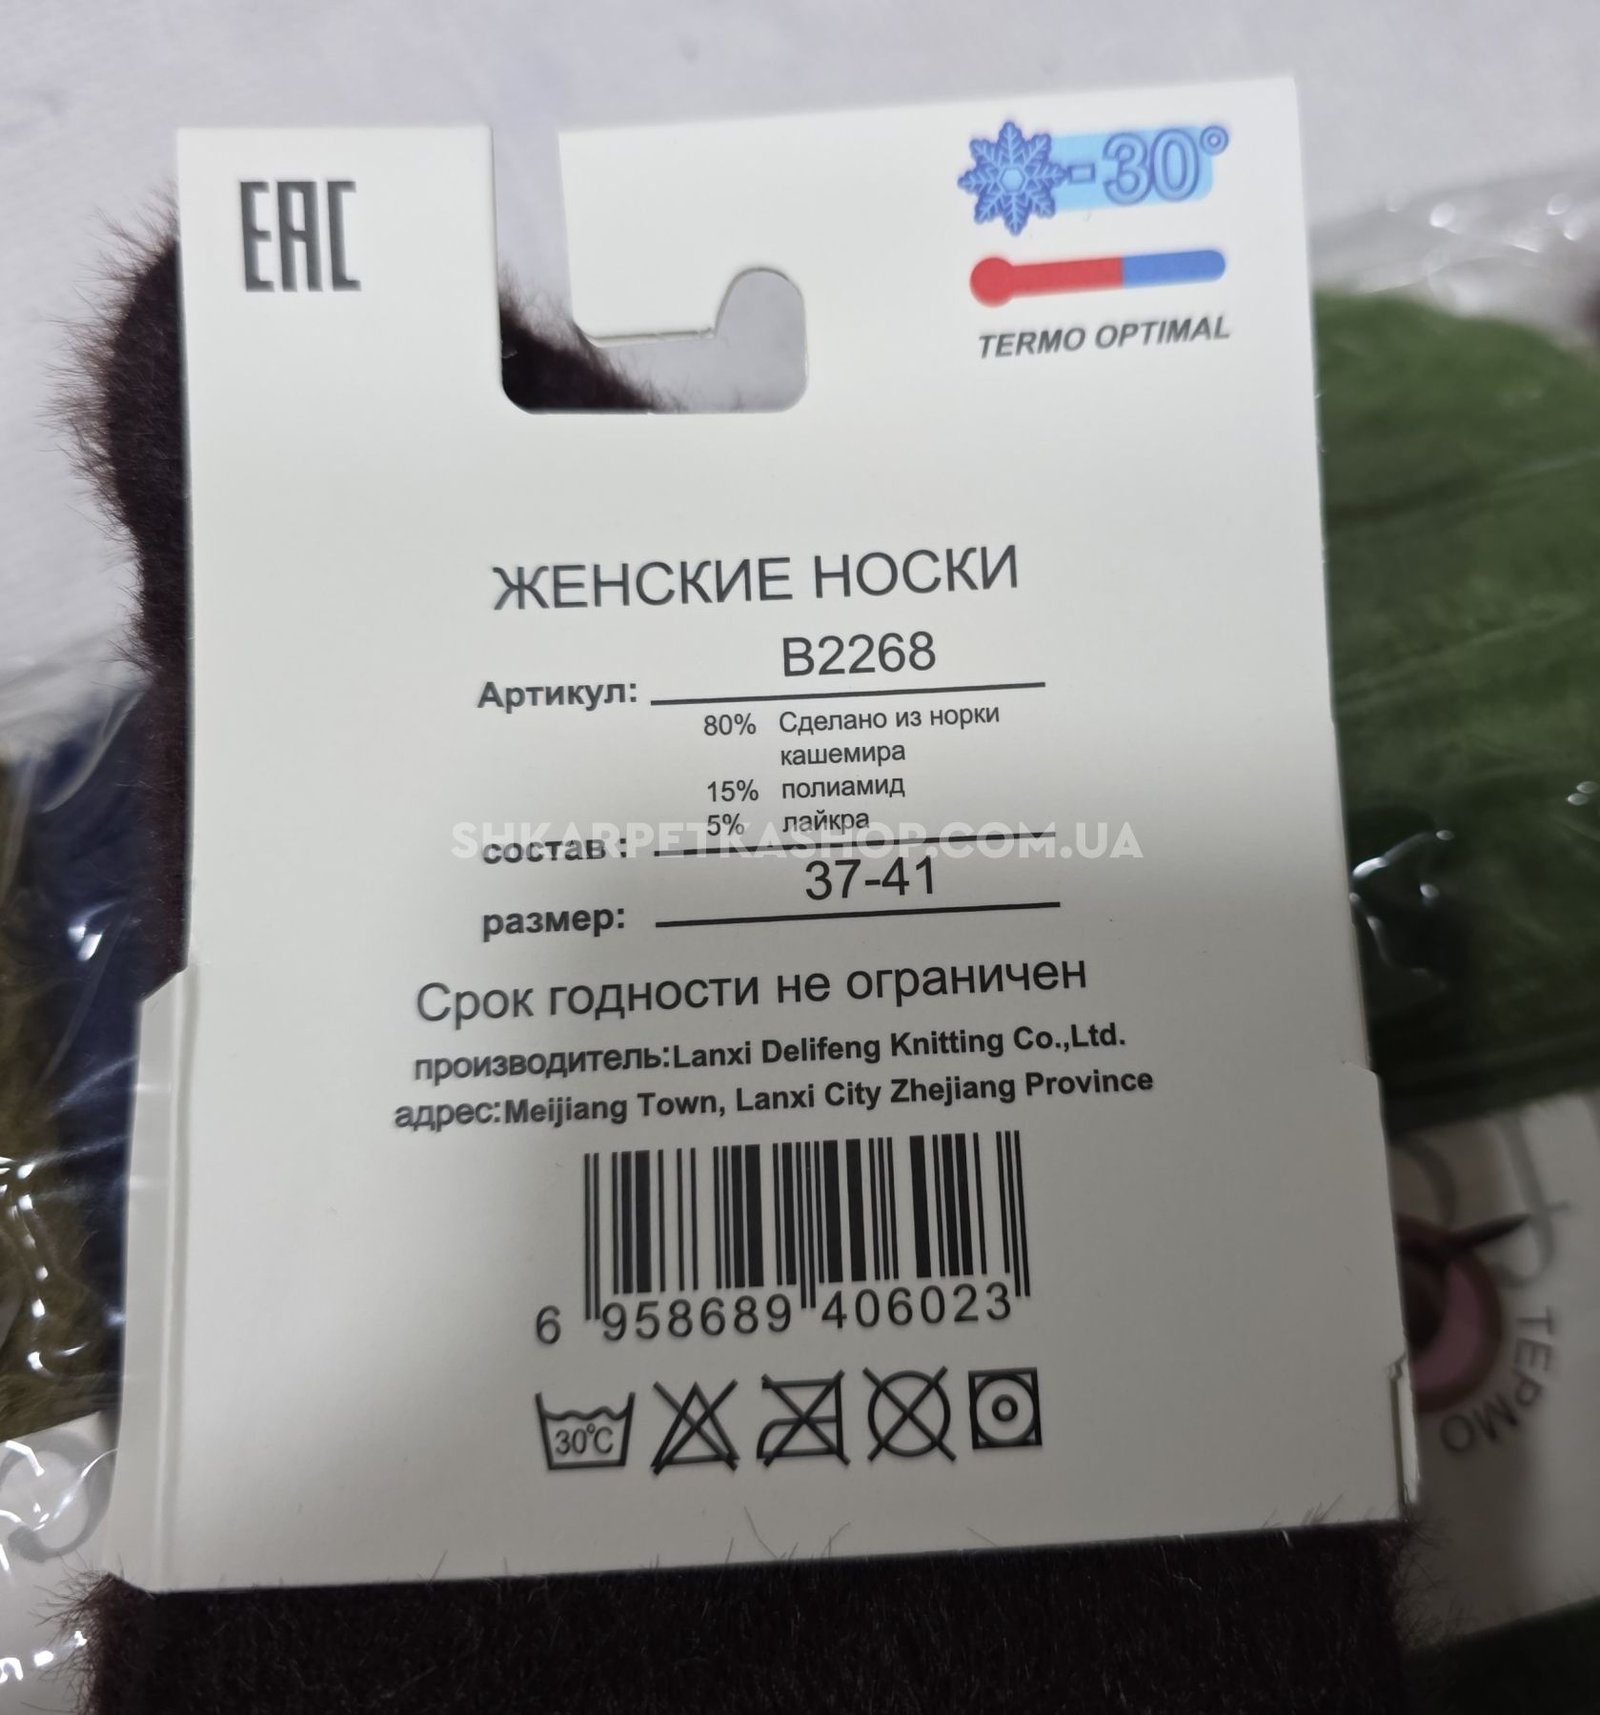 EAC
-30°
TERMO OPTIMAL
ЖЕНСКИЕ НОСКИ
Артикул: B2268
80% Сделано из норки
кашемира
15% полиамид
5% лайкра
состав :
SHKARPETKASHOP.COM.UA
размер: 37-41
Срок годности не ограничен
производитель:Lanxi Delifeng Knitting Co.,Ltd.
адрес:Meijiang Town, Lanxi City Zhejiang Province
6 958689 406023
30°C
ТЕРМО